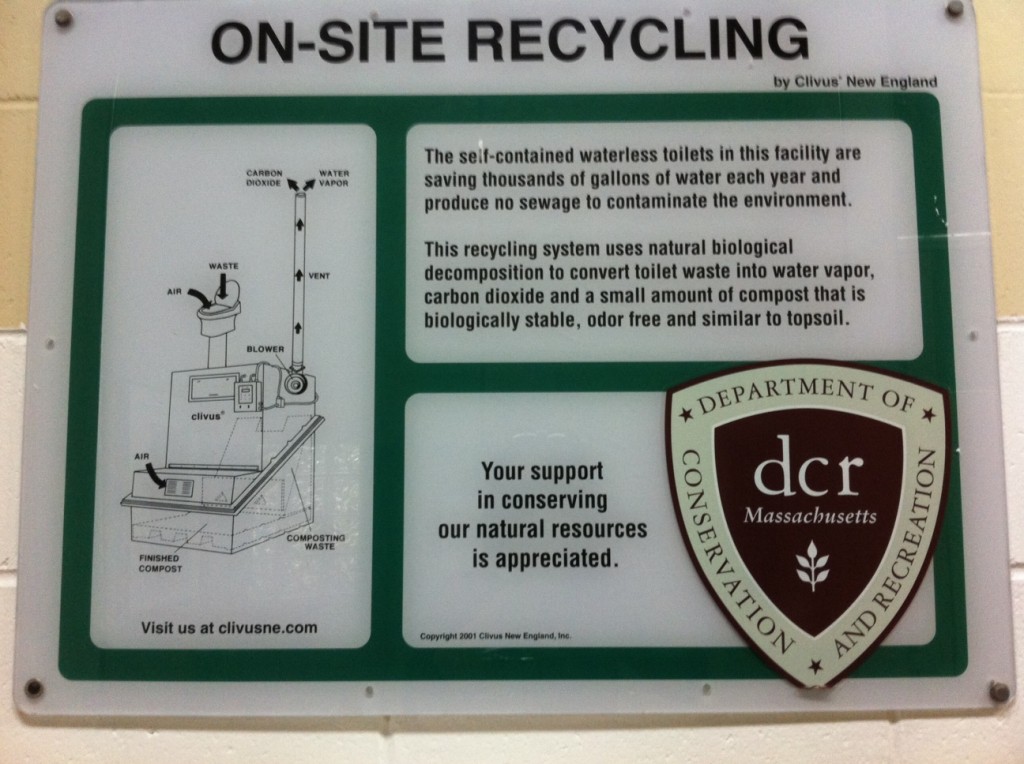 ON-SITE RECYCLING
by Clivus® New England
CARBON
DIOXIDE
WATER
VAPOR
WASTE
AIR
VENT
BLOWER
clivus®
AIR
COMPOSTING
WASTE
FINISHED
COMPOST
Visit us at clivusne.com
The self-contained waterless toilets in this facility are
saving thousands of gallons of water each year and
produce no sewage to contaminate the environment.
This recycling system uses natural biological
decomposition to convert toilet waste into water vapor,
carbon dioxide and a small amount of compost that is
biologically stable, odor free and similar to topsoil.
Your support
in conserving
our natural resources
is appreciated.
Copyright 2001 Clivus New England, Inc.
DEPARTMENT OF
CONSERVATION
AND RECREATION
dcr
Massachusetts